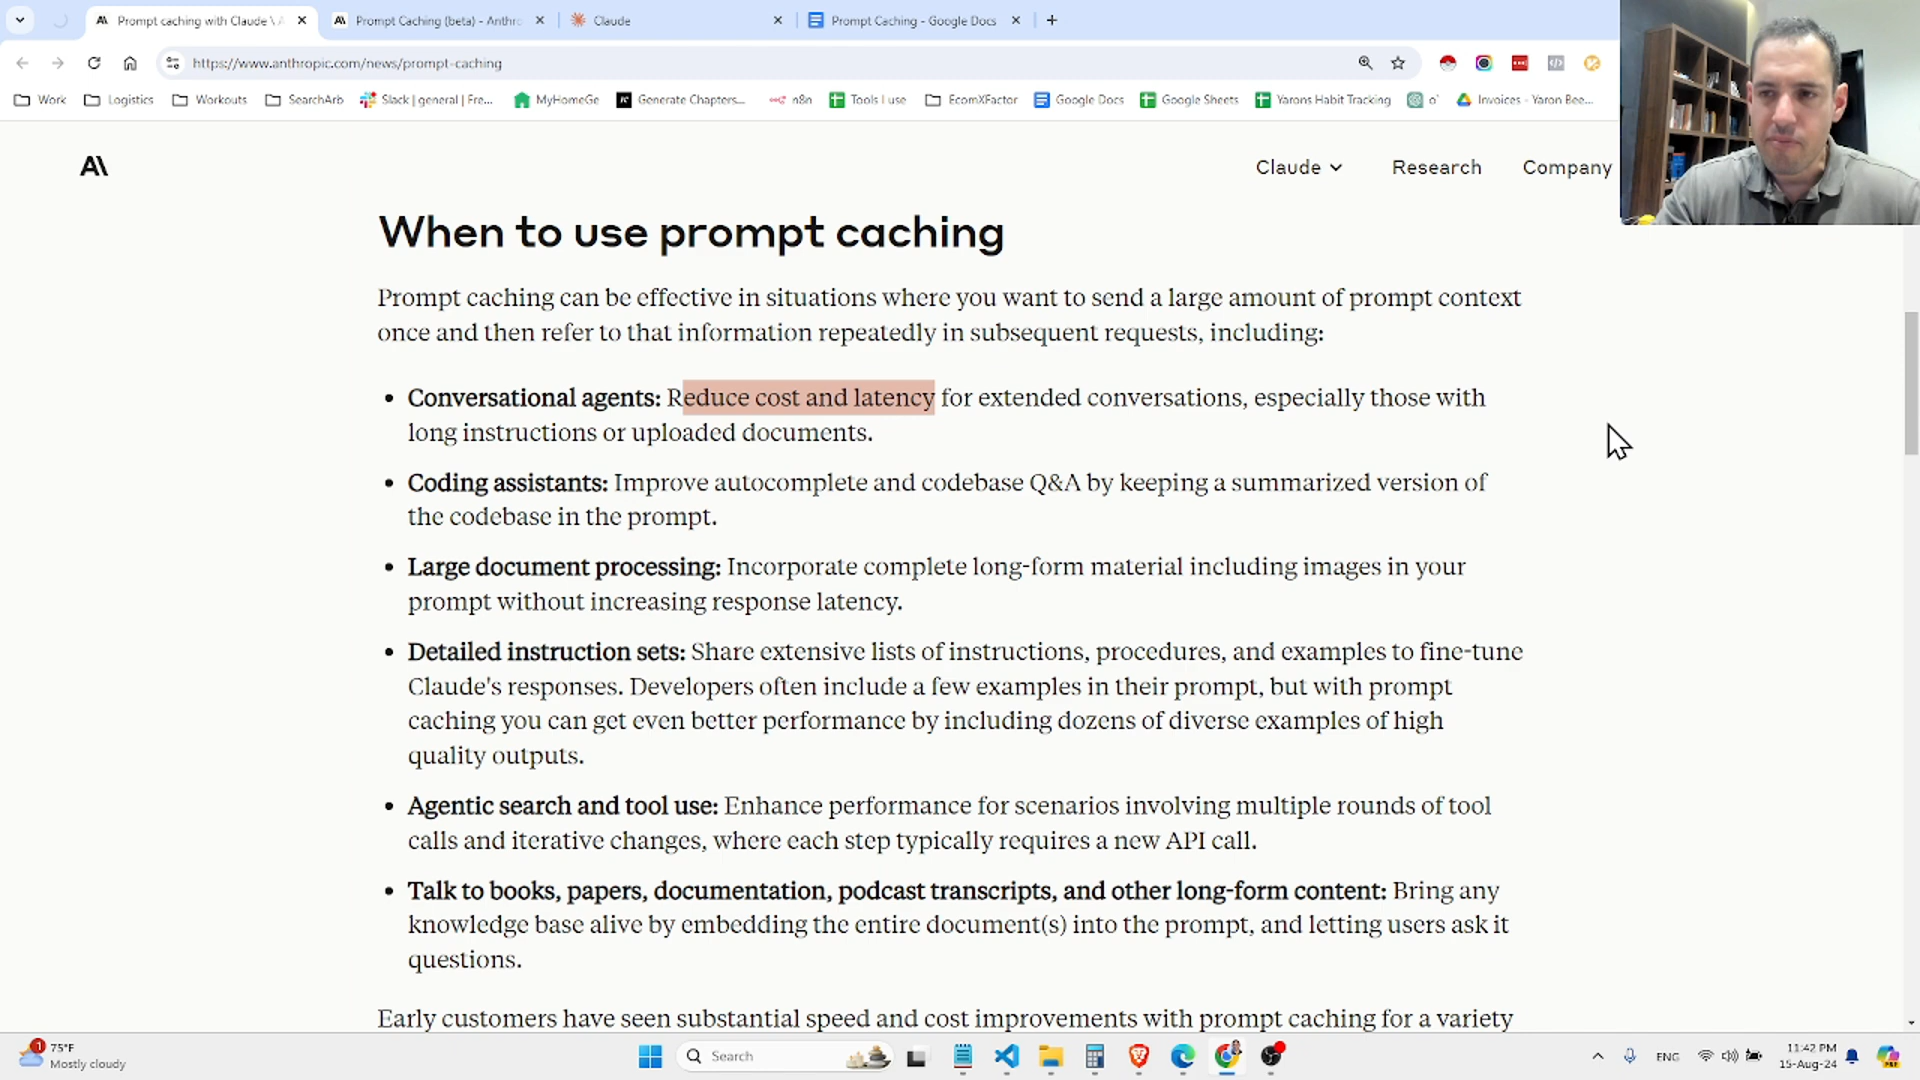 Prompt caching with Claude \ A
Prompt Caching (beta) - Anthro
Claude
Prompt Caching - Google Docs
https://www.anthropic.com/news/prompt-caching
Work
Logistics
Workouts
SearchArb
Slack | general | Fre...
MyHomeGe
Generate Chapters...
n8n
Tools I use
EcomXFactor
Google Docs
Google Sheets
Yarons Habit Tracking
Invoices - Yaron Bee...
Claude
Research
Company
When to use prompt caching
Prompt caching can be effective in situations where you want to send a large amount of prompt context
once and then refer to that information repeatedly in subsequent requests, including:
• Conversational agents: Reduce cost and latency for extended conversations, especially those with
long instructions or uploaded documents.
• Coding assistants: Improve autocomplete and codebase Q&A by keeping a summarized version of
the codebase in the prompt.
• Large document processing: Incorporate complete long-form material including images in your
prompt without increasing response latency.
• Detailed instruction sets: Share extensive lists of instructions, procedures, and examples to fine-tune
Claude's responses. Developers often include a few examples in their prompt, but with prompt
caching you can get even better performance by including dozens of diverse examples of high
quality outputs.
• Agentic search and tool use: Enhance performance for scenarios involving multiple rounds of tool
calls and iterative changes, where each step typically requires a new API call.
• Talk to books, papers, documentation, podcast transcripts, and other long-form content: Bring any
knowledge base alive by embedding the entire document(s) into the prompt, and letting users ask it
questions.
Early customers have seen substantial speed and cost improvements with prompt caching for a variety
1
75°F
Mostly cloudy
Search
ENG
11:42 PM
15-Aug-24